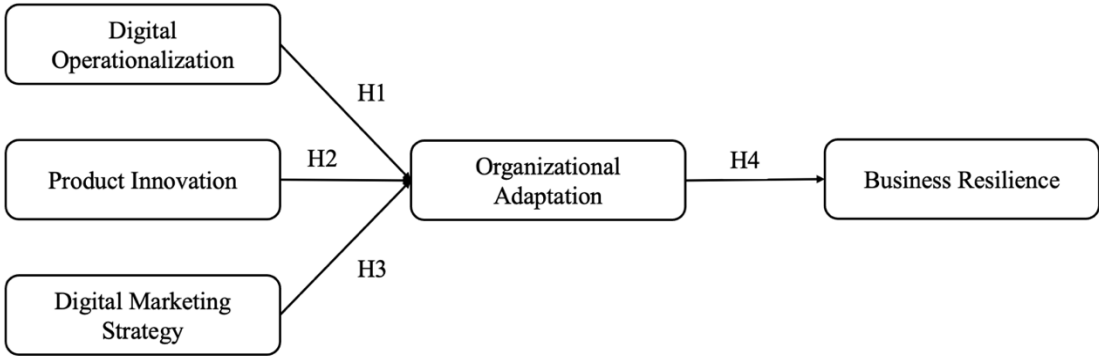 Digital
Operationalization
H1
H2
Product Innovation
Organizational
Adaptation
H4
Business Resilience
H3
Digital Marketing
Strategy